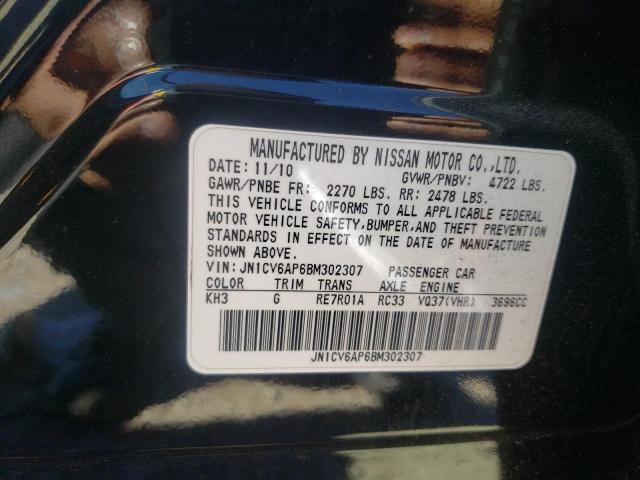 MANUFACTURED BY NISSAN MOTOR CO.,LTD.
DATE: 11/10 GVWR/PNBV: 4722 LBS.
GAWR/PNBE FR: 2270 LBS. RR: 2478 LBS.
THIS VEHICLE CONFORMS TO ALL APPLICABLE FEDERAL
MOTOR VEHICLE SAFETY, BUMPER, AND THEFT PREVENTION
STANDARDS IN EFFECT ON THE DATE OF MANUFACTURE
SHOWN ABOVE.
VIN: JN1CV6AP6BM302307 PASSENGER CAR
COLOR TRIM TRANS AXLE ENGINE
KH3 G RE7R01A RC33 VQ37(VHR) 3696CC
JN1CV6AP6BM302307